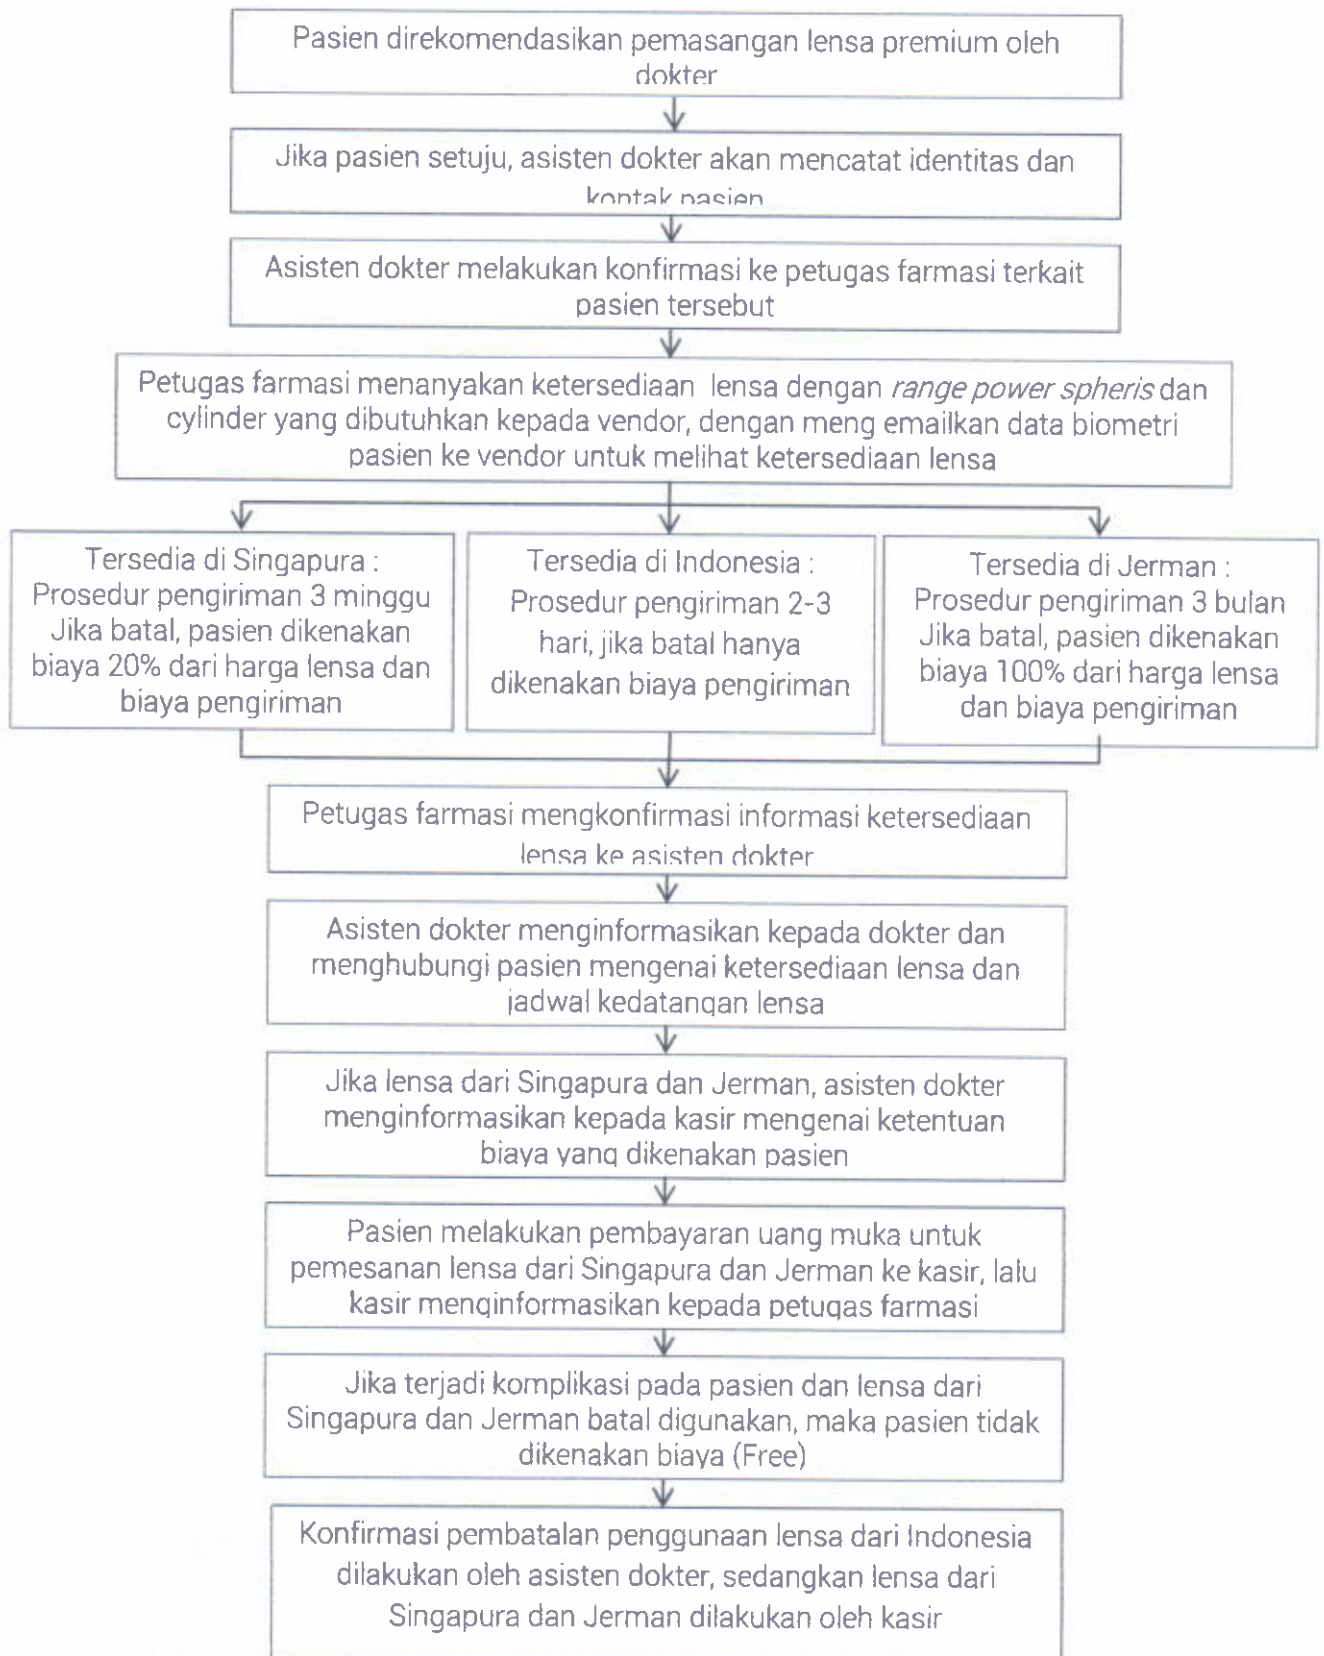 Pasien direkomendasikan pemasangan lensa premium oleh
dokter
Jika pasien setuju, asisten dokter akan mencatat identitas dan
kontak pasien
Asisten dokter melakukan konfirmasi ke petugas farmasi terkait
pasien tersebut
Petugas farmasi menanyakan ketersediaan lensa dengan range power spheris dan
cylinder yang dibutuhkan kepada vendor, dengan meng emailkan data biometri
pasien ke vendor untuk melihat ketersediaan lensa
Tersedia di Singapura :
Prosedur pengiriman 3 minggu
Jika batal, pasien dikenakan
biaya 20% dari harga lensa dan
biaya pengiriman
Tersedia di Indonesia :
Prosedur pengiriman 2-3
hari, jika batal hanya
dikenakan biaya pengiriman
Tersedia di Jerman :
Prosedur pengiriman 3 bulan
Jika batal, pasien dikenakan
biaya 100% dari harga lensa
dan biaya pengiriman
Petugas farmasi mengkonfirmasi informasi ketersediaan
lensa ke asisten dokter
Asisten dokter menginformasikan kepada dokter dan
menghubungi pasien mengenai ketersediaan lensa dan
jadwal kedatangan lensa
Jika lensa dari Singapura dan Jerman, asisten dokter
menginformasikan kepada kasir mengenai ketentuan
biaya yang dikenakan pasien
Pasien melakukan pembayaran uang muka untuk
pemesanan lensa dari Singapura dan Jerman ke kasir, lalu
kasir menginformasikan kepada petugas farmasi
Jika terjadi komplikasi pada pasien dan lensa dari
Singapura dan Jerman batal digunakan, maka pasien tidak
dikenakan biaya (Free)
Konfirmasi pembatalan penggunaan lensa dari Indonesia
dilakukan oleh asisten dokter, sedangkan lensa dari
Singapura dan Jerman dilakukan oleh kasir